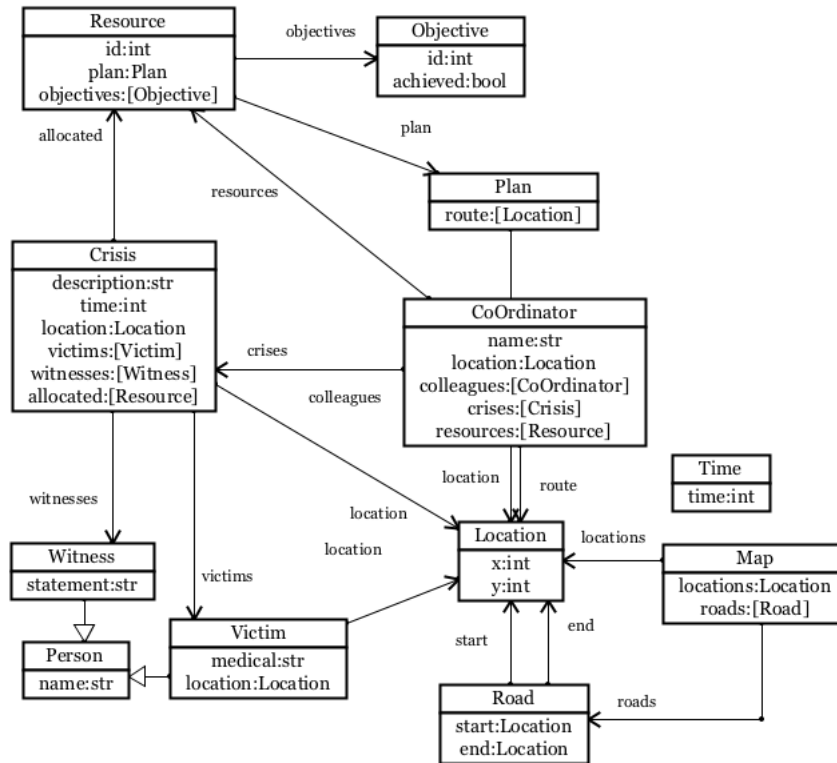 Resource
id:int
plan:Plan
objectives:[Objective]
objectives
Objective
id:int
achieved:bool
allocated
plan
resources
Plan
route:[Location]
Crisis
description:str
time:int
location:Location
victims:[Victim]
witnesses:[Witness]
allocated:[Resource]
crises
colleagues
CoOrdinator
name:str
location:Location
colleagues:[CoOrdinator]
crises:[Crisis]
resources:[Resource]
location
route
Time
time:int
witnesses
location
location
Location
x:int
y:int
locations
Map
locations:Location
roads:[Road]
Witness
statement:str
victims
Person
name:str
Victim
medical:str
location:Location
start
end
Road
start:Location
end:Location
roads